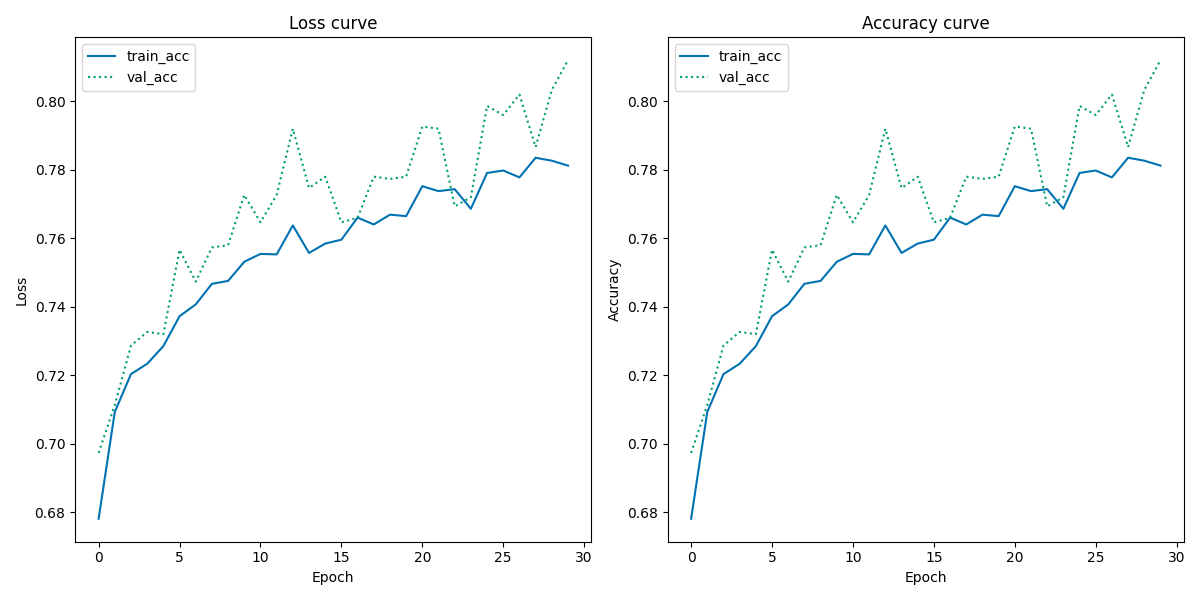 Loss curve
train_acc
val_acc
0.80
0.78
0.76
0.74
0.72
0.70
0.68
Loss
0 5 10 15 20 25 30
Epoch
Accuracy curve
train_acc
val_acc
0.80
0.78
0.76
0.74
0.72
0.70
0.68
Accuracy
0 5 10 15 20 25 30
Epoch